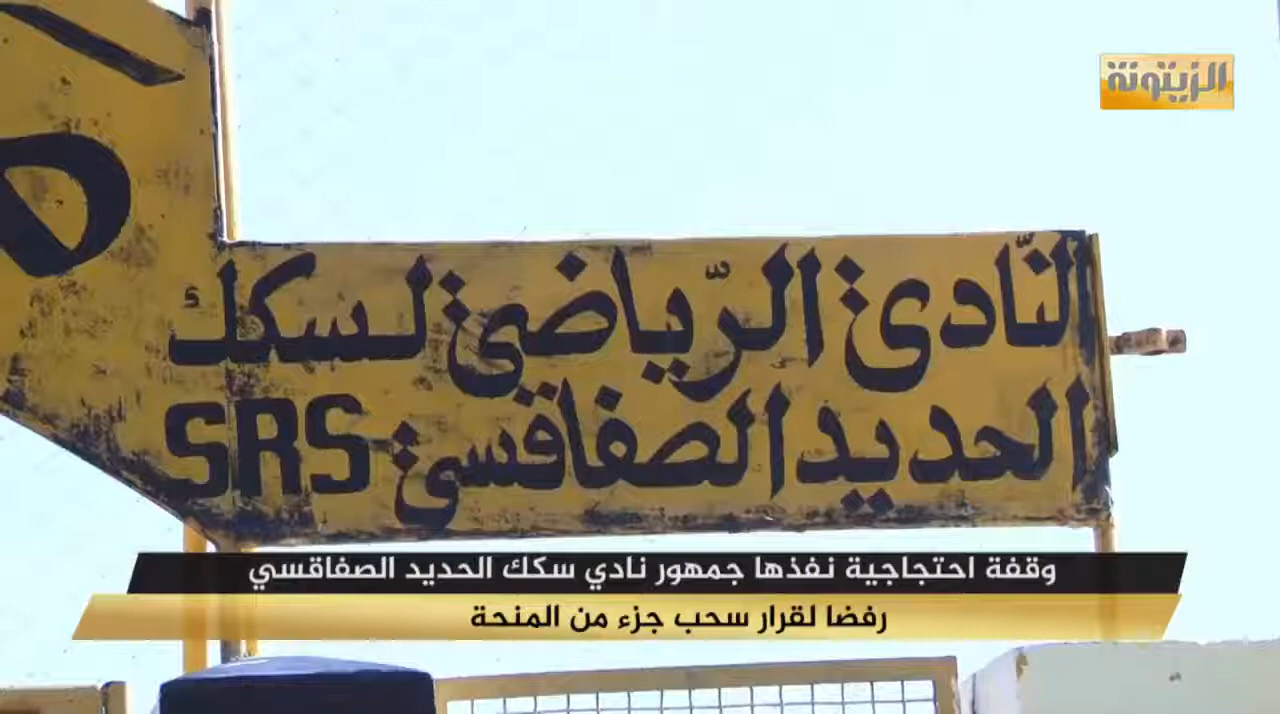 الزيتونة
النّادي الرّياضي لسكك
الحديد الصفاقسي SRS
وقفة احتجاجية نفذها جمهور نادي سكك الحديد الصفاقسي
رفضا لقرار سحب جزء من المنحة